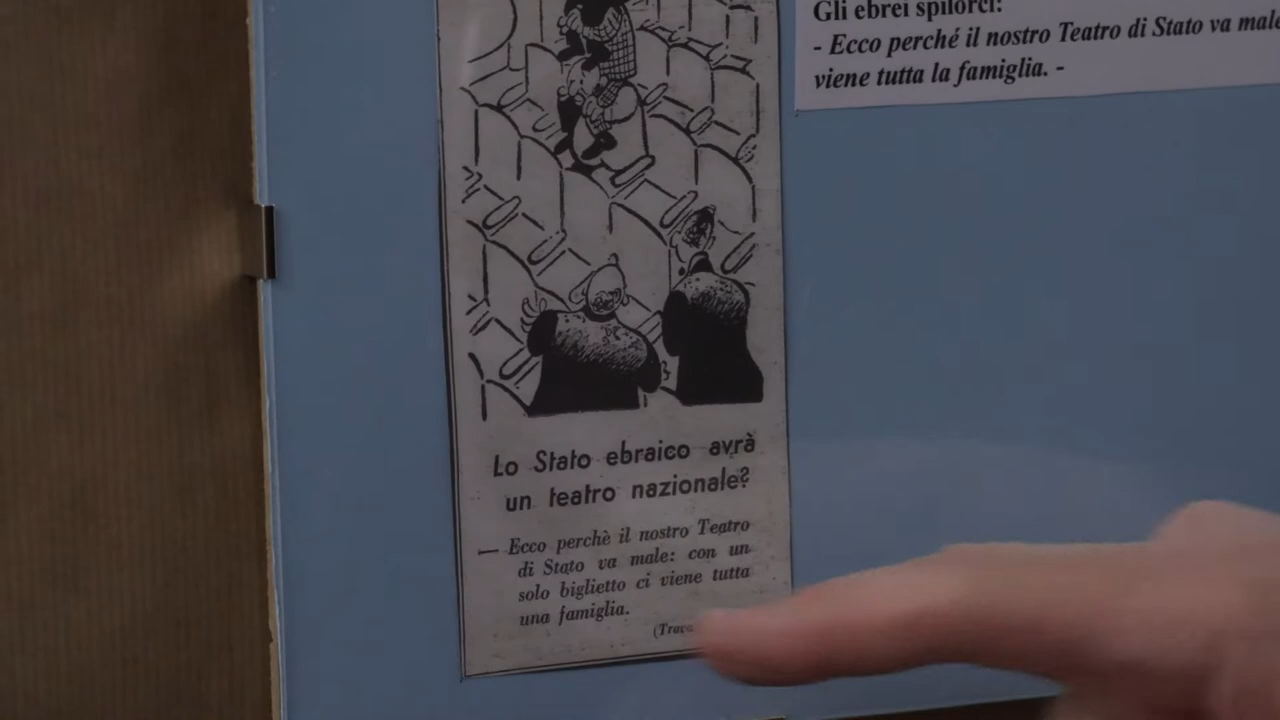 Gli ebrei spilorci:
- Ecco perché il nostro Teatro di Stato va male
viene tutta la famiglia. -
Lo Stato ebraico avrà
un teatro nazionale?
— Ecco perchè il nostro Teatro
di Stato va male: con un
solo biglietto ci viene tutta
una famiglia.